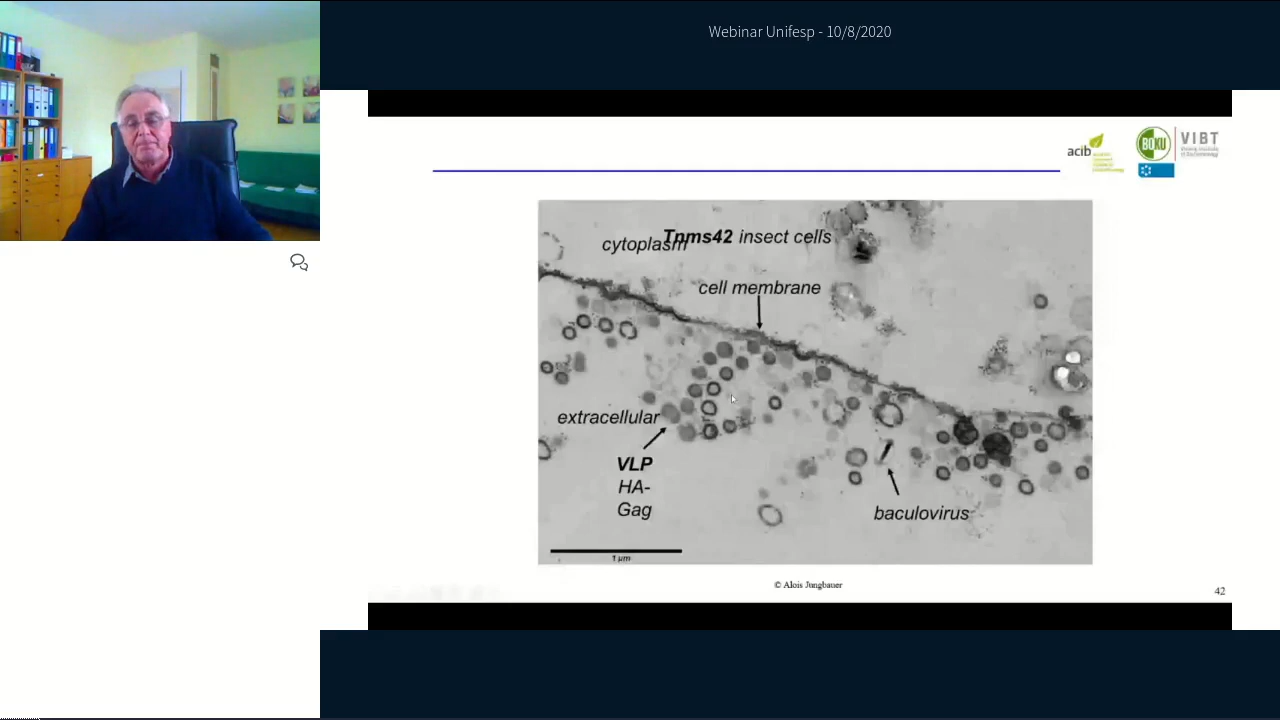 Webinar Unifesp - 10/8/2020
acib
BOKU
VIBT
Tnms42 insect cells
cytoplasm
cell membrane
extracellular
VLP
HA-
Gag
baculovirus
1 µm
© Alois Jungbauer
42